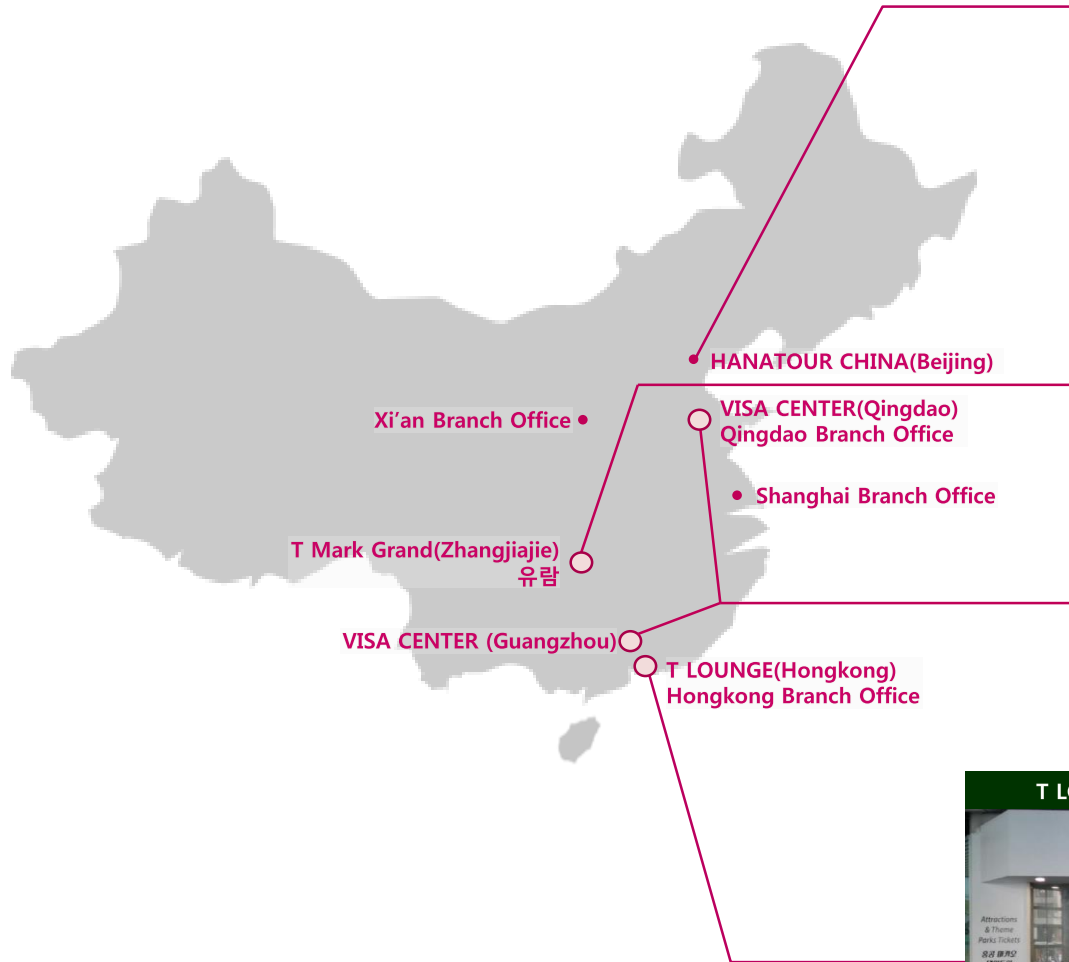 HANATOUR CHINA(Beijing)
Xi'an Branch Office
VISA CENTER(Qingdao)
Qingdao Branch Office
Shanghai Branch Office
T Mark Grand(Zhangjiajie)
유람
VISA CENTER (Guangzhou)
T LOUNGE(Hongkong)
Hongkong Branch Office
T L
Attractions
& Theme
Parks Tickets